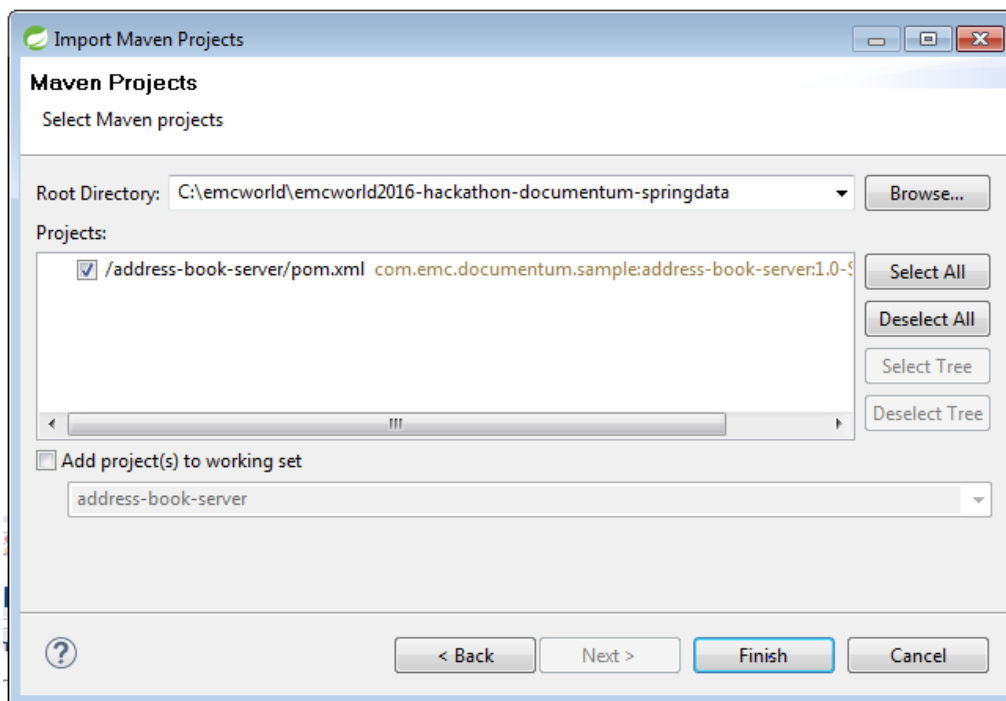 Import Maven Projects
Maven Projects
Select Maven projects
Root Directory: C:\emcworld\emcworld2016-hackathon-documentum-springdata Browse...
Projects:
/address-book-server/pom.xml com.emc.documentum.sample:address-book-server:1.0-S Select All
Deselect All
Select Tree
Deselect Tree
Add project(s) to working set
address-book-server
? < Back Next > Finish Cancel